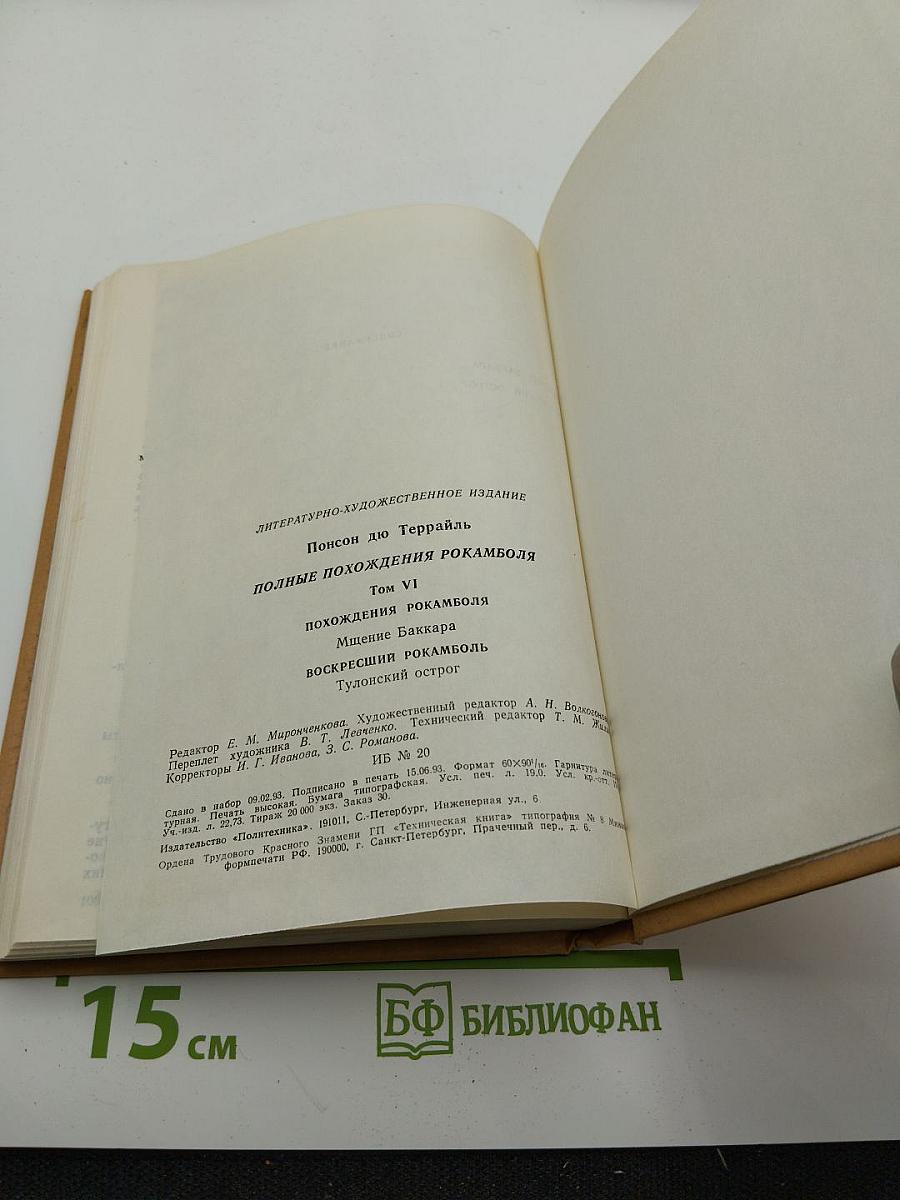 ЛИТЕРАТУРНО-ХУДОЖЕСТВЕННОЕ ИЗДАНИЕ
Понсон дю Террайль
ПОЛНЫЕ ПОХОЖДЕНИЯ РОКАМБОЛЯ
Том VI
ПОХОЖДЕНИЯ РОКАМБОЛЯ
Мщение Баккара
ВОСКРЕСШИЙ РОКАМБОЛЬ
Тулонский острог
Редактор Е. М. Миронченкова. Художественный редактор А. Н. Волкогонов
Переплет художника В. Т. Левченко. Технический редактор Т. М.
Корректоры И. Г. Иванова, З. С. Романова.
ИБ № 20
Сдано в набор 09.02.93. Подписано в печать 15.06.93. Формат 60×90¹/₁₆. Гарнитура
турная. Печать высокая. Бумага типографская. Усл. печ. л. 19,0. Усл. кр.-отт.
Уч.-изд. л. 22,73. Тираж 20 000 экз. Заказ 30.
Издательство «Политехника». 191011, С.-Петербург, Инженерная ул., 6
Ордена Трудового Красного Знамени ГП «Техническая книга» типография № 8
формпечати РФ. 190000, г. Санкт-Петербург, Прачечный пер., д. 6.
15 см
БФ БИБЛИОФАН